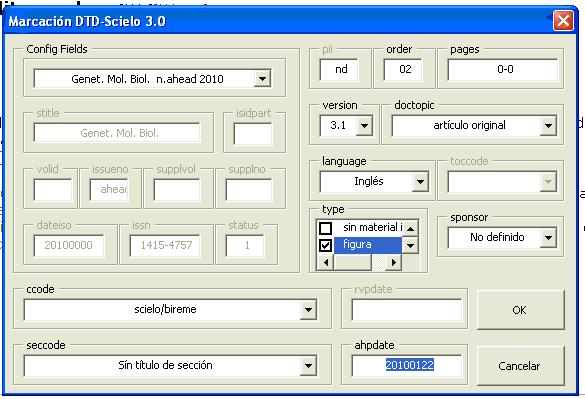 Marcación DTD-Scielo 3.0
Config Fields
Genet. Mol. Biol. n.ahead 2010
pii
nd
order
02
pages
0-0
stitle
Genet. Mol. Biol.
isidpart
version
3.1
doctopic
artículo original
volid
issueno
ahead
supplvol
supplno
language
Inglés
toccode
dateiso
20100000
issn
1415-4757
status
1
type
sin material i
figura
sponsor
No definido
ccode
scielo/bireme
rvpdate
OK
seccode
Sín título de sección
ahpdate
20100122
Cancelar